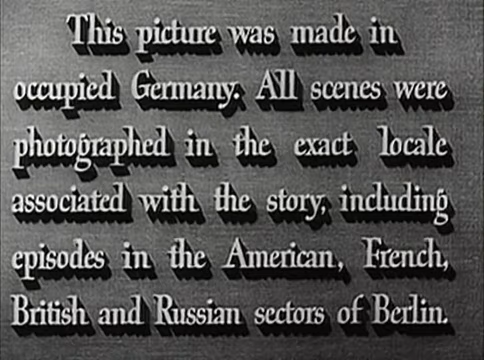 This picture was made in
occupied Germany. All scenes were
photographed in the exact locale
associated with the story, including
episodes in the American, French,
British and Russian sectors of Berlin.